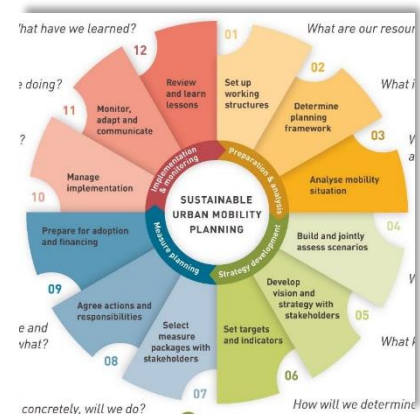 What have we learned?
What are our resour
e doing?
What i
?
W
a
01
Set up
working
structures
02
Determine
planning
framework
03
Analyse mobility
situation
04
Build and jointly
assess scenarios
05
Develop
vision and
strategy with
stakeholders
06
Set targets
and indicators
07
Select
measure
packages with
stakeholders
08
Agree actions and
responsibilities
09
Prepare for adoption
and financing
10
Manage
implementation
11
Monitor,
adapt and
communicate
12
Review
and learn
lessons
Preparation & analysis
Strategy development
Measure planning
Implementation
& monitoring
SUSTAINABLE
URBAN MOBILITY
PLANNING
W
What k
How will we determine
concretely, will we do?
e and
what?